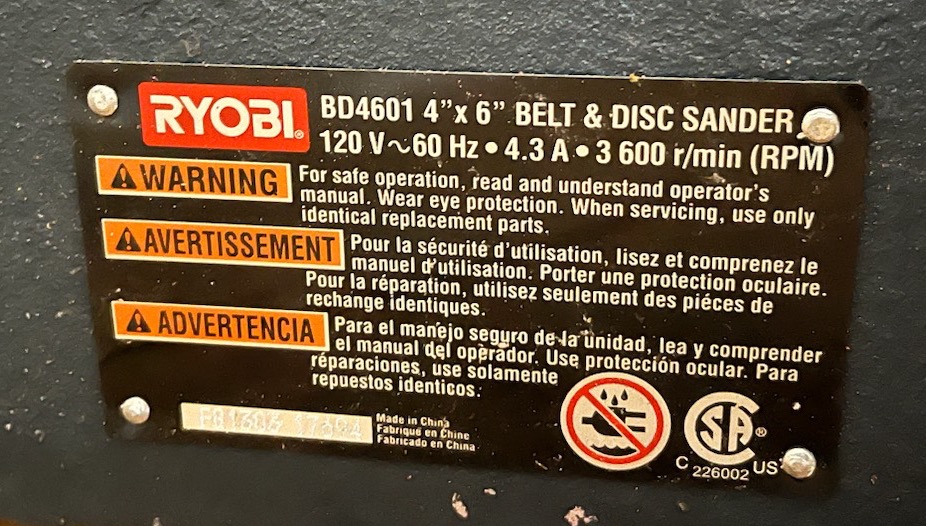 RYOBI®
BD4601 4”x 6” BELT & DISC SANDER
120 V~60 Hz • 4.3 A • 3 600 r/min (RPM)
WARNING For safe operation, read and understand operator's
manual. Wear eye protection. When servicing, use only
identical replacement parts.
AVERTISSEMENT Pour la sécurité d'utilisation, lisez et comprenez le
manuel d'utilisation. Porter une protection oculaire.
Pour la réparation, utilisez seulement des piéces de
rechange identiques.
ADVERTENCIA Para el manejo seguro de la unidad, lea y comprender
el manual del operador. Use protección ocular. Para
réparaciones, use solamente
repuestos identicos.
Made in China
Fabriqué en Chine
Fabricado en China
SA®
C 226002 US